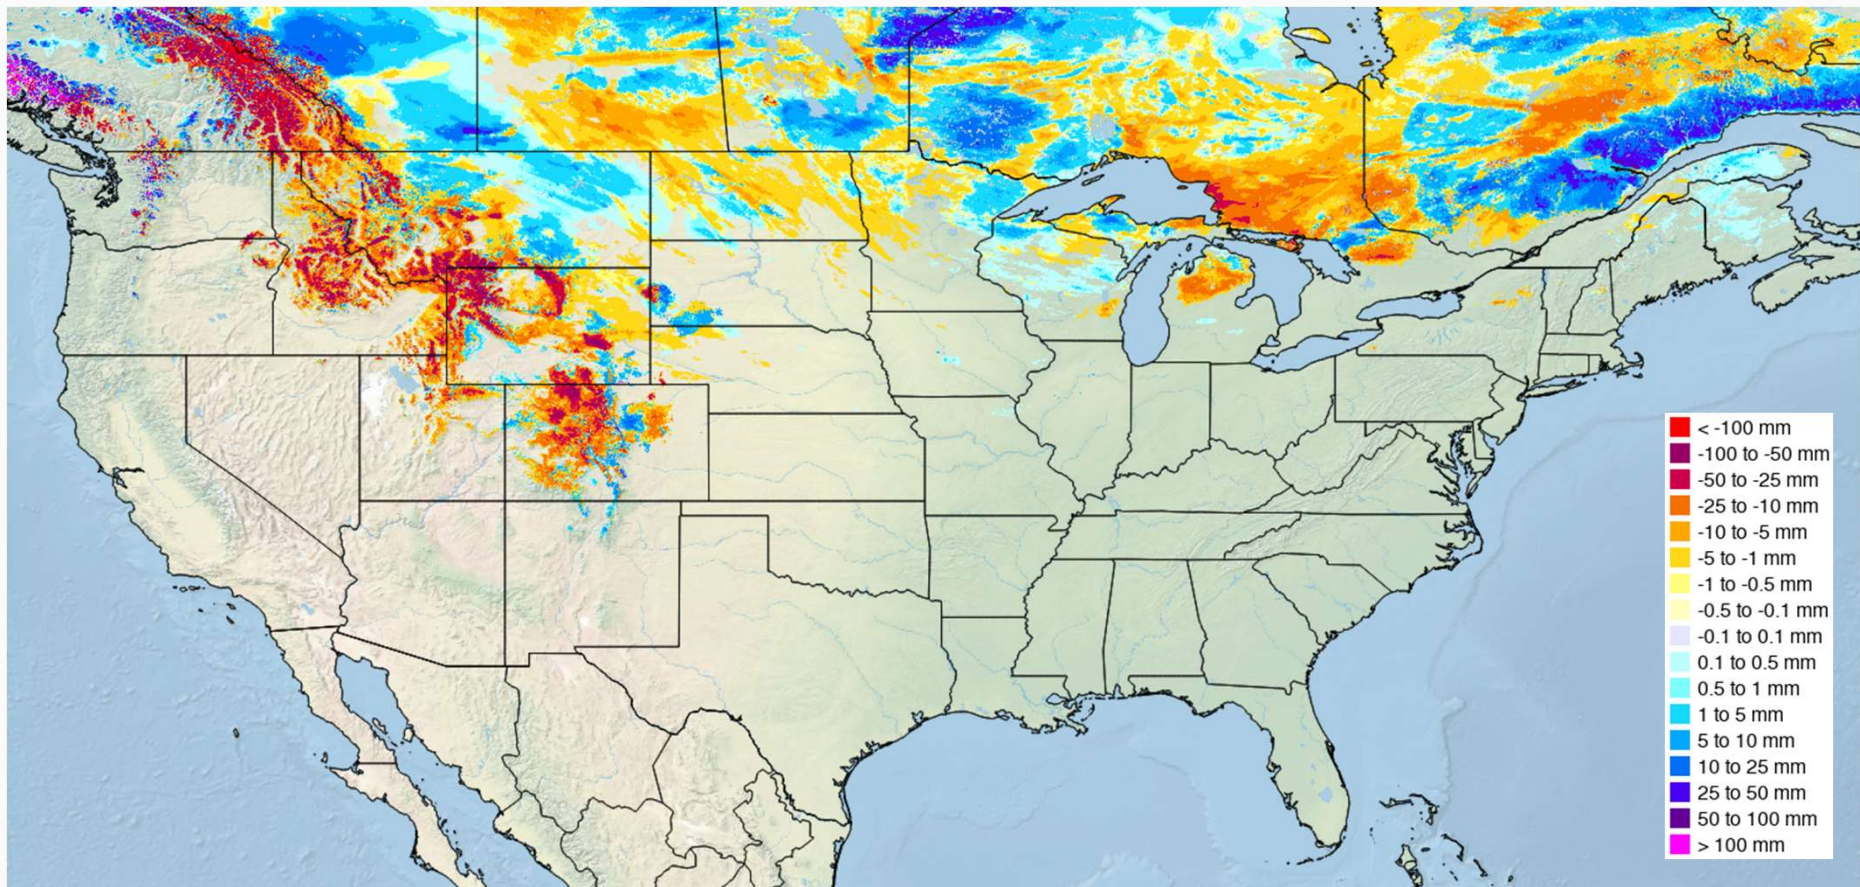 < -100 mm
-100 to -50 mm
-50 to -25 mm
-25 to -10 mm
-10 to -5 mm
-5 to -1 mm
-1 to -0.5 mm
-0.5 to -0.1 mm
-0.1 to 0.1 mm
0.1 to 0.5 mm
0.5 to 1 mm
1 to 5 mm
5 to 10 mm
10 to 25 mm
25 to 50 mm
50 to 100 mm
> 100 mm